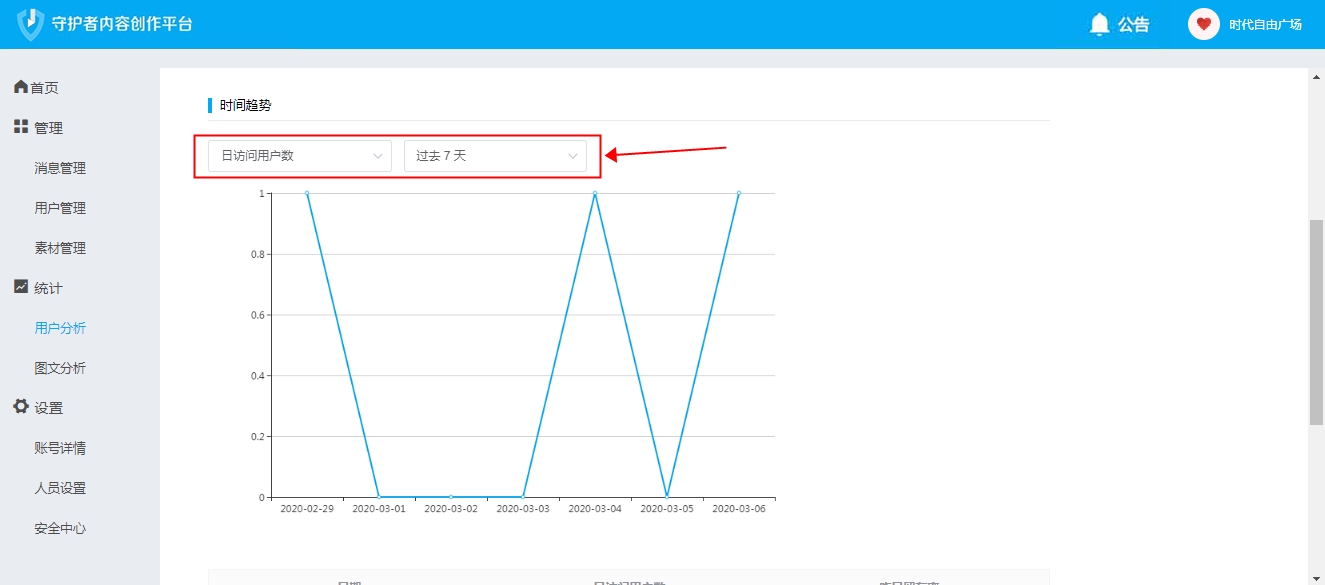 守护者内容创作平台
公告
时代自由广场
首页
管理
消息管理
用户管理
素材管理
统计
用户分析
图文分析
设置
账号详情
人员设置
安全中心
时间趋势
日访问用户数
过去 7 天
1
0.8
0.6
0.4
0.2
0
2020-02-29 2020-03-01 2020-03-02 2020-03-03 2020-03-04 2020-03-05 2020-03-06